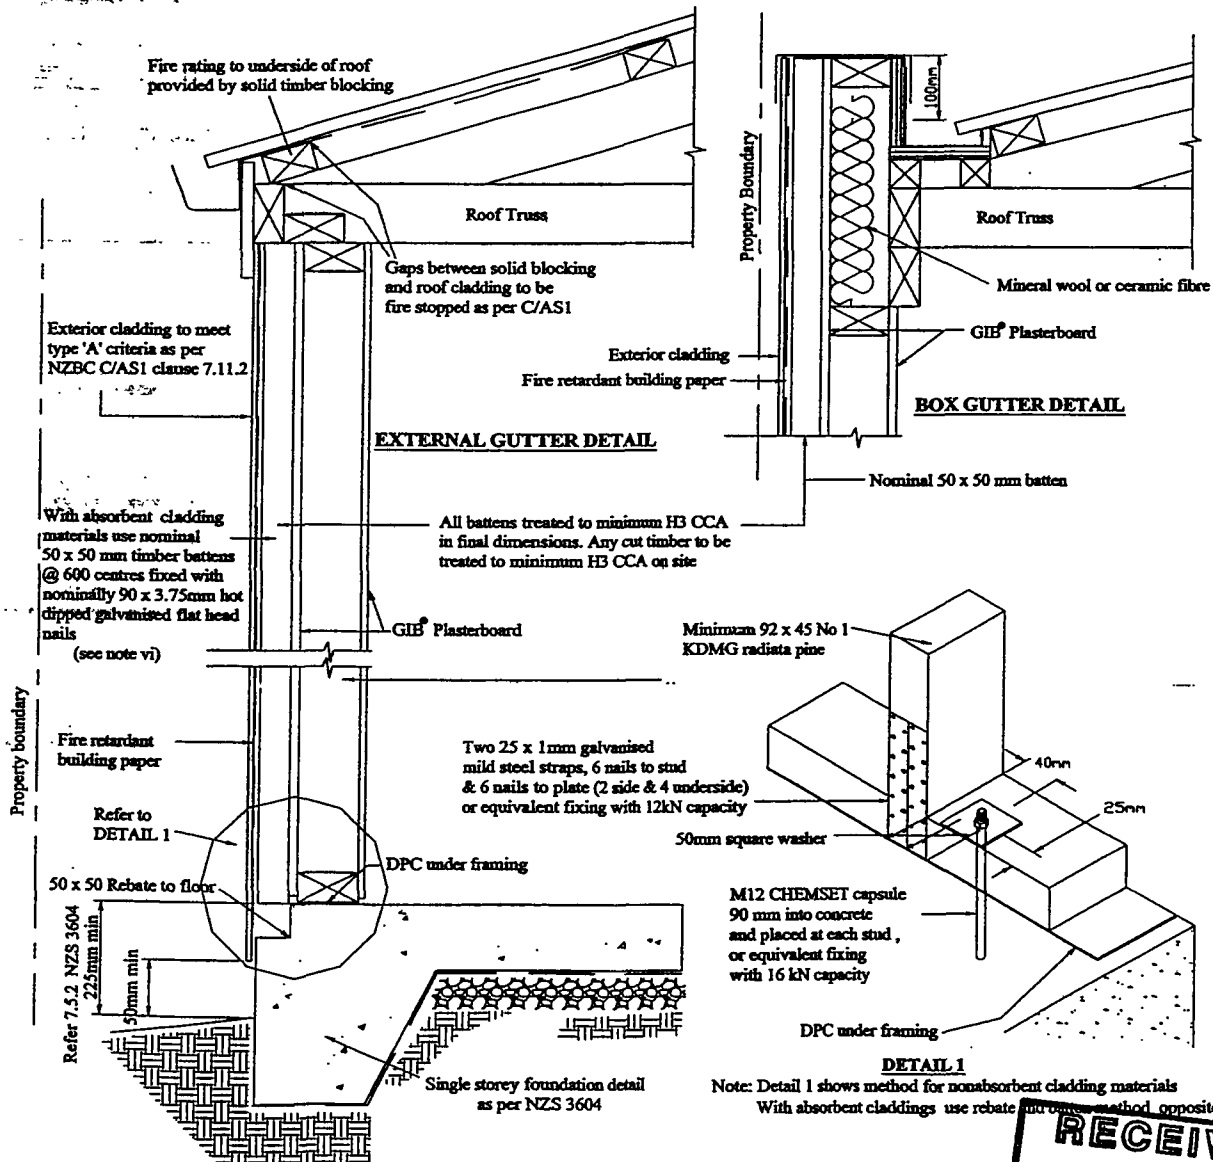 Fire rating to underside of roof
provided by solid timber blocking
Roof Truss
Gaps between solid blocking
and roof cladding to be
fire stopped as per C/AS1
Exterior cladding to meet
type 'A' criteria as per
NZBC C/AS1 clause 7.11.2
EXTERNAL GUTTER DETAIL
With absorbent cladding
materials use nominal
50 x 50 mm timber battens
@ 600 centres fixed with
nominally 90 x 3.75mm hot
dipped galvanised flat head
nails
(see note vi)
All battens treated to minimum H3 CCA
in final dimensions. Any cut timber to be
treated to minimum H3 CCA on site
GIB® Plasterboard
Property boundary
Fire retardant
building paper
Refer to
DETAIL 1
50 x 50 Rebate to floor
DPC under framing
Refer 7.5.2 NZS 3604
225mm min
50mm min
Single storey foundation detail
as per NZS 3604
Property Boundary
100mm
Roof Truss
Mineral wool or ceramic fibre
GIB® Plasterboard
Exterior cladding
Fire retardant building paper
BOX GUTTER DETAIL
Nominal 50 x 50 mm batten
Minimum 92 x 45 No 1
KDMG radiata pine
Two 25 x 1mm galvanised
mild steel straps, 6 nails to stud
& 6 nails to plate (2 side & 4 underside)
or equivalent fixing with 12kN capacity
40mm
25mm
50mm square washer
M12 CHEMSET capsule
90 mm into concrete
and placed at each stud ,
or equivalent fixing
with 16 kN capacity
DPC under framing
DETAIL 1
Note: Detail 1 shows method for nonabsorbent cladding materials
With absorbent claddings use rebate method opposite
RECEIV